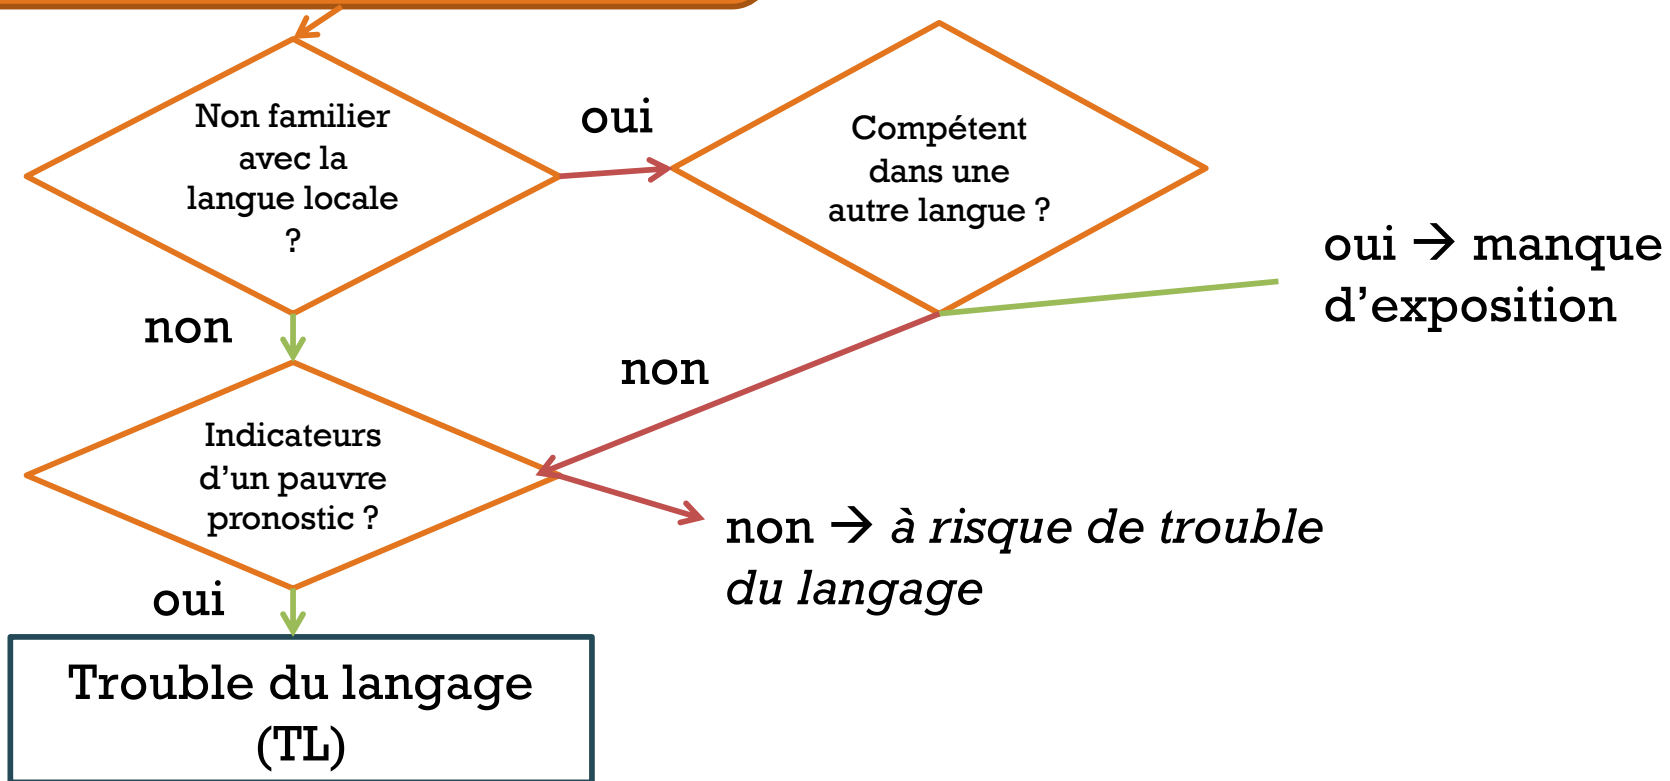 Non familier
avec la
langue locale
?
oui
Compétent
dans une
autre langue ?
oui → manque
d’exposition
non
non
Indicateurs
d’un pauvre
pronostic ?
non → à risque de trouble
du langage
oui
Trouble du langage
(TL)